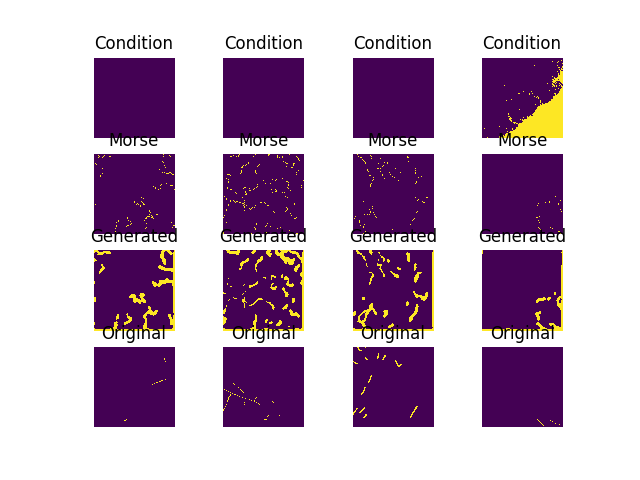 Condition Condition Condition Condition
Morse Morse Morse Morse
Generated Generated Generated Generated
Original Original Original Original